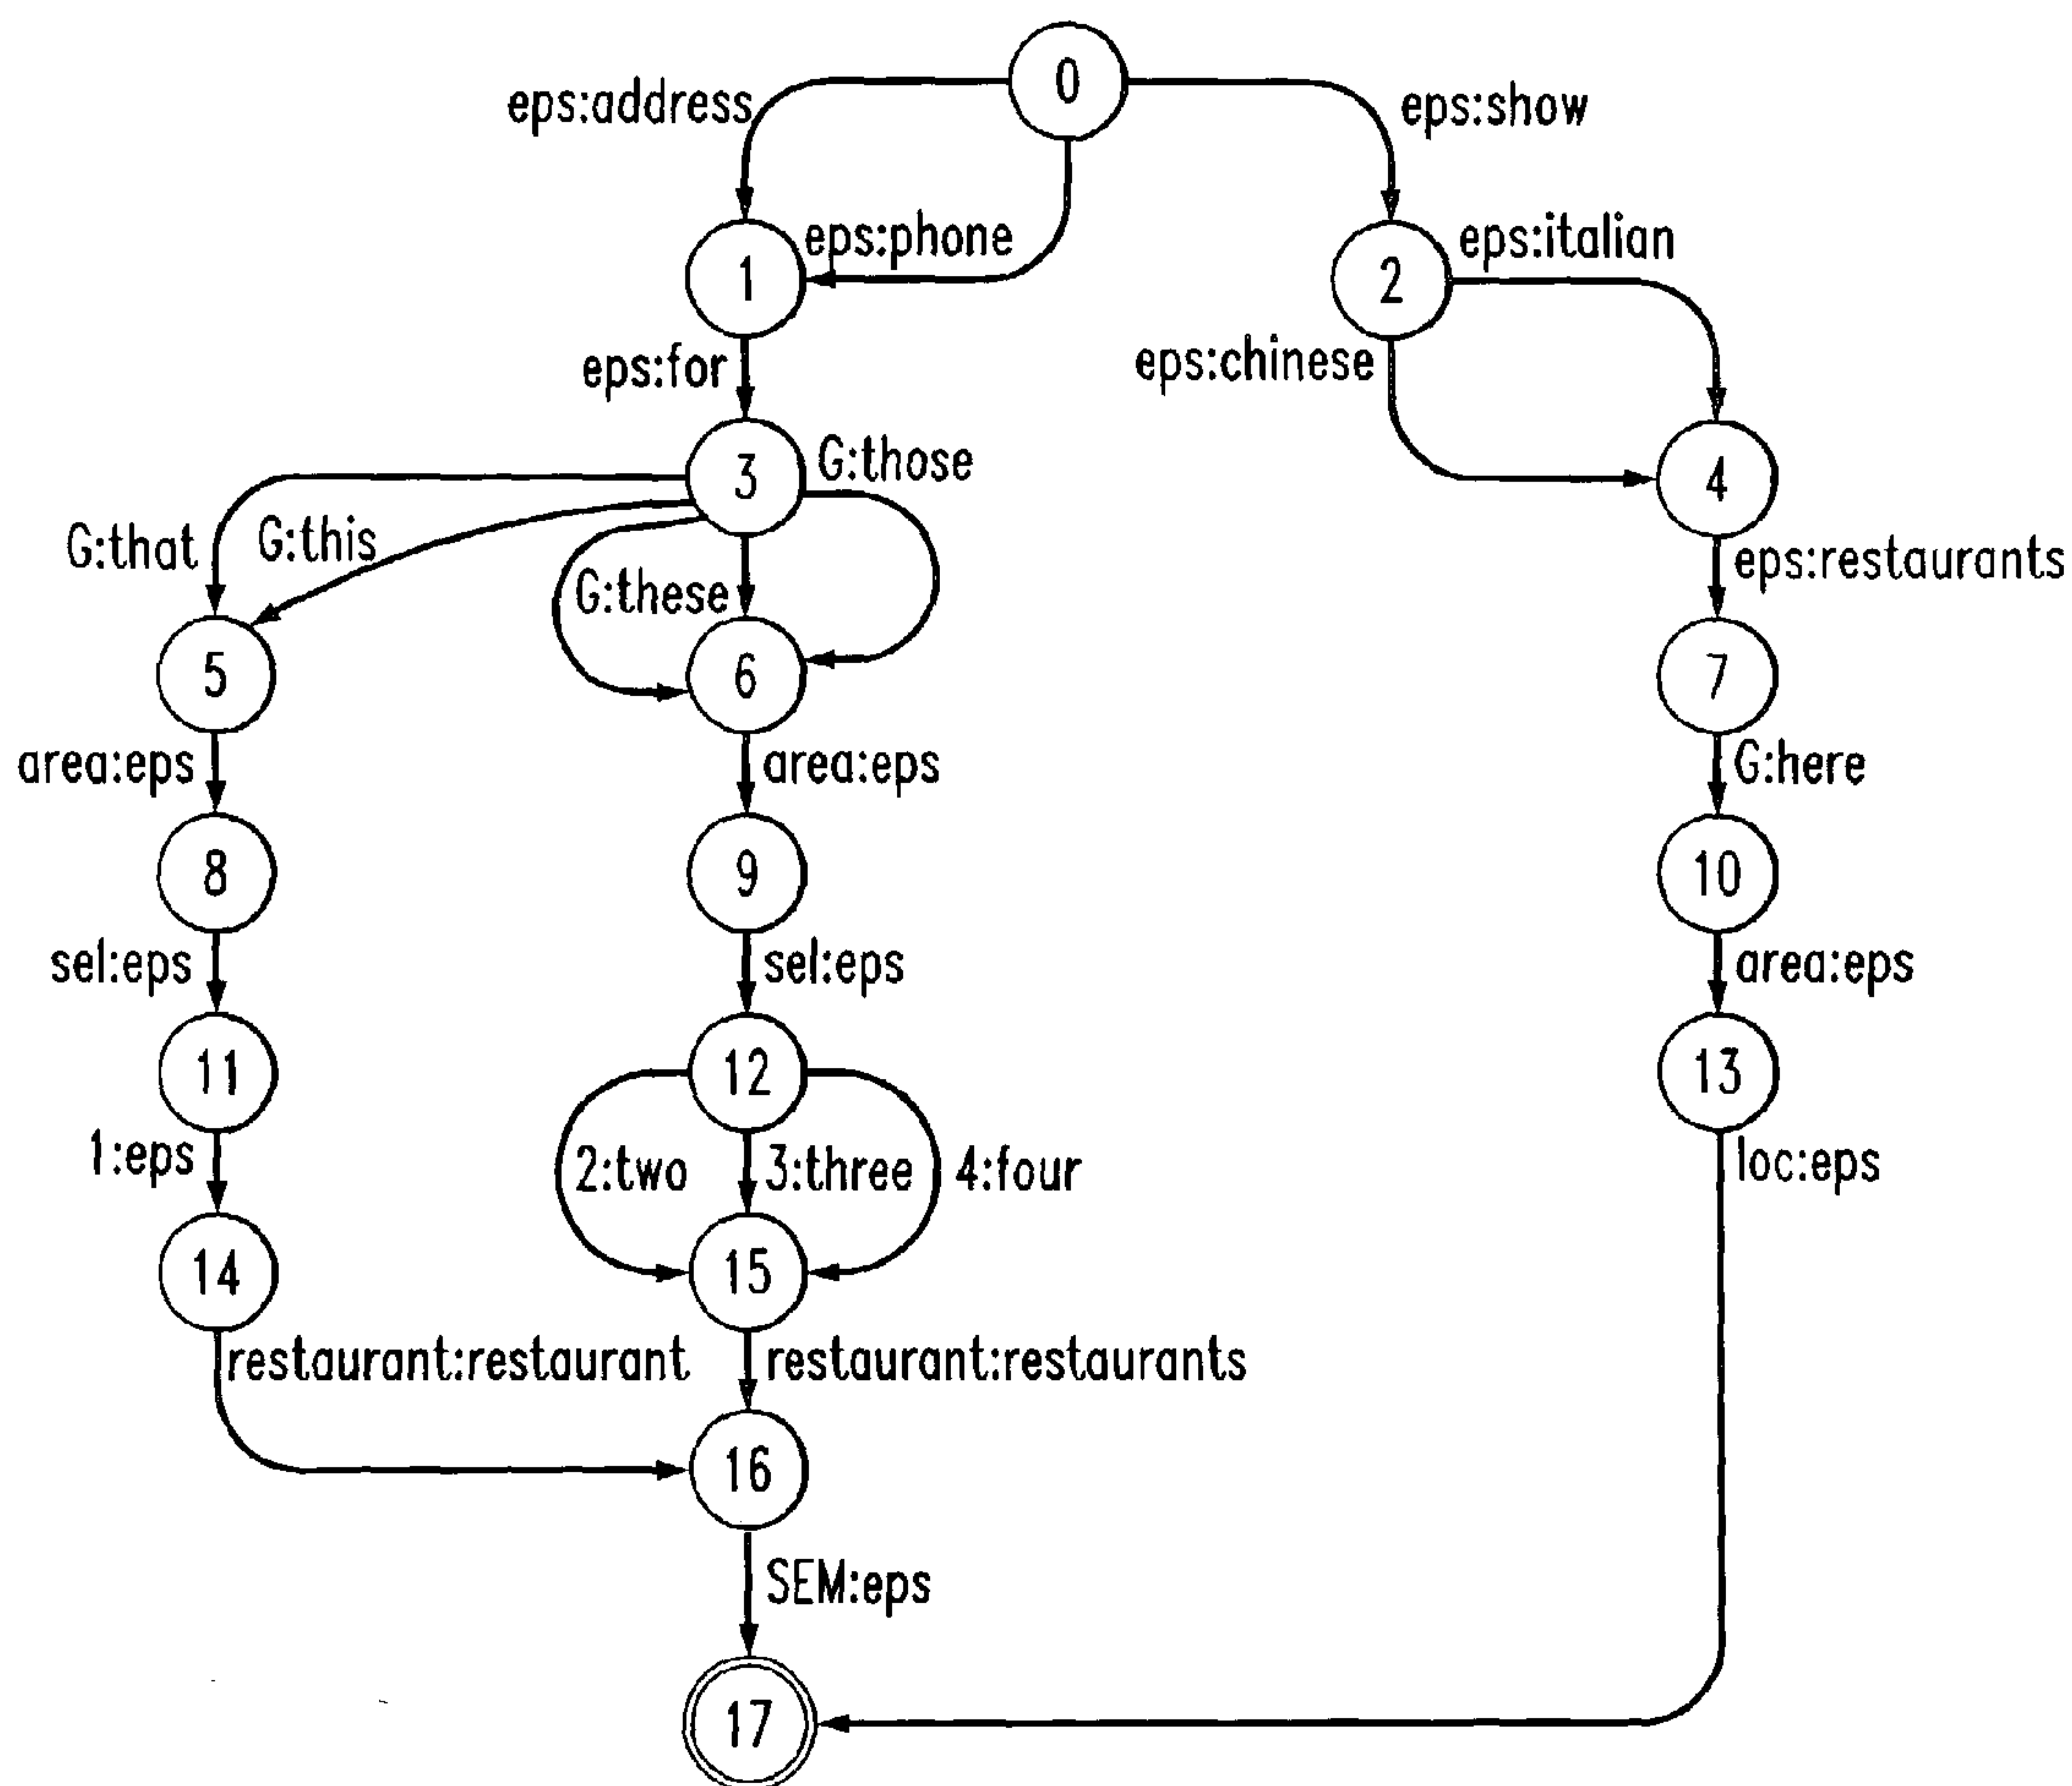 0
eps:address
eps:show
1
eps:phone
2
eps:italian
eps:for
eps:chinese
3
G:those
4
G:that
G:this
G:these
eps:restaurants
5
6
7
area:eps
area:eps
G:here
8
9
10
sel:eps
sel:eps
area:eps
11
12
13
1:eps
2:two
3:three
4:four
loc:eps
14
15
restaurant:restaurant
restaurant:restaurants
16
SEM:eps
17